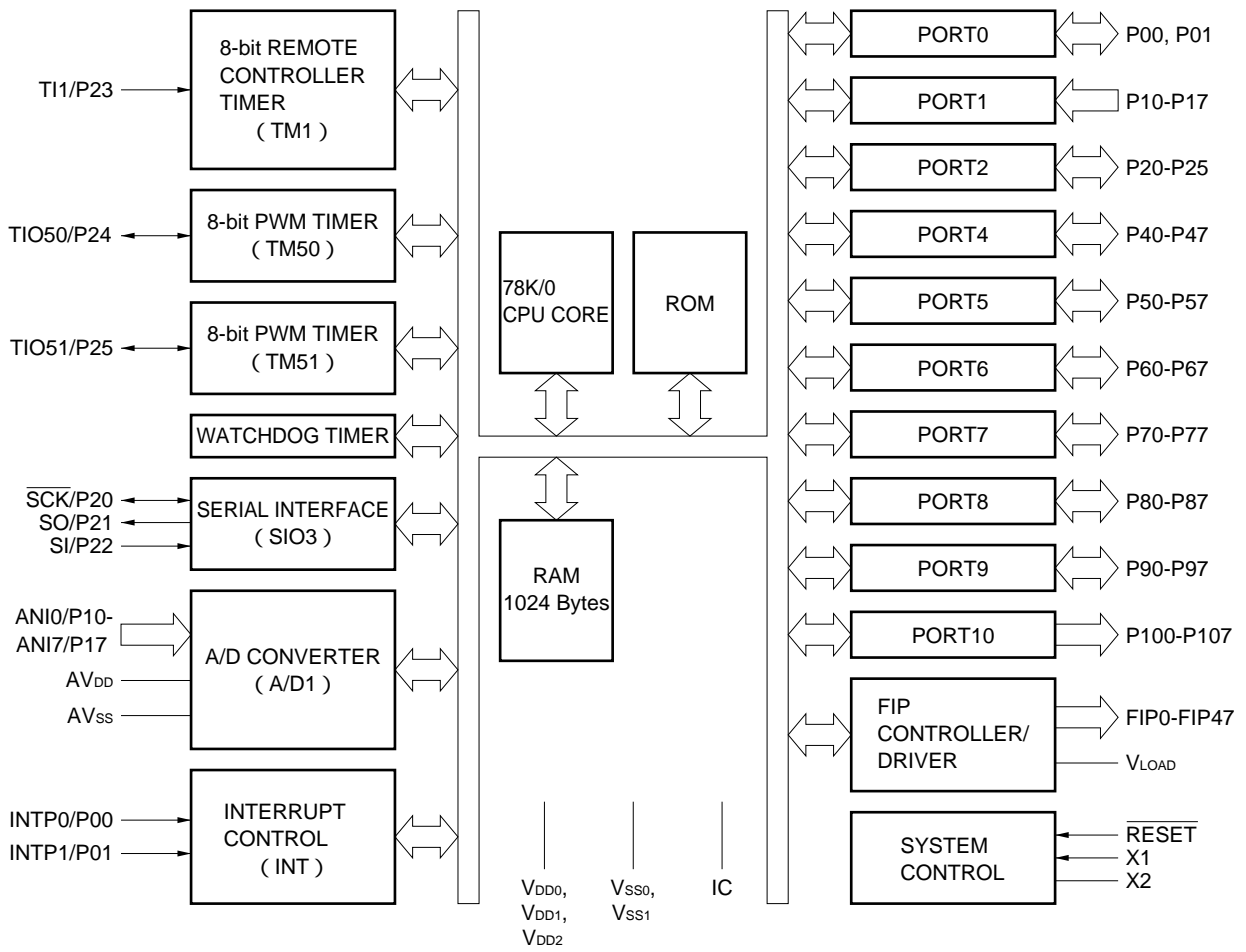 TI1/P23
8-bit REMOTE
CONTROLLER
TIMER
( TM1 )
TIO50/P24
8-bit PWM TIMER
( TM50 )
TIO51/P25
8-bit PWM TIMER
( TM51 )
WATCHDOG TIMER
SCK/P20
SO/P21
SI/P22
SERIAL INTERFACE
( SIO3 )
ANI0/P10-
ANI7/P17
AVDD
AVSS
A/D CONVERTER
( A/D1 )
INTP0/P00
INTP1/P01
INTERRUPT
CONTROL
( INT )
78K/0
CPU CORE
ROM
RAM
1024 Bytes
VDD0,
VDD1,
VDD2
VSS0,
VSS1
IC
PORT0
P00, P01
PORT1
P10-P17
PORT2
P20-P25
PORT4
P40-P47
PORT5
P50-P57
PORT6
P60-P67
PORT7
P70-P77
PORT8
P80-P87
PORT9
P90-P97
PORT10
P100-P107
FIP
CONTROLLER/
DRIVER
FIP0-FIP47
VLOAD
SYSTEM
CONTROL
RESET
X1
X2